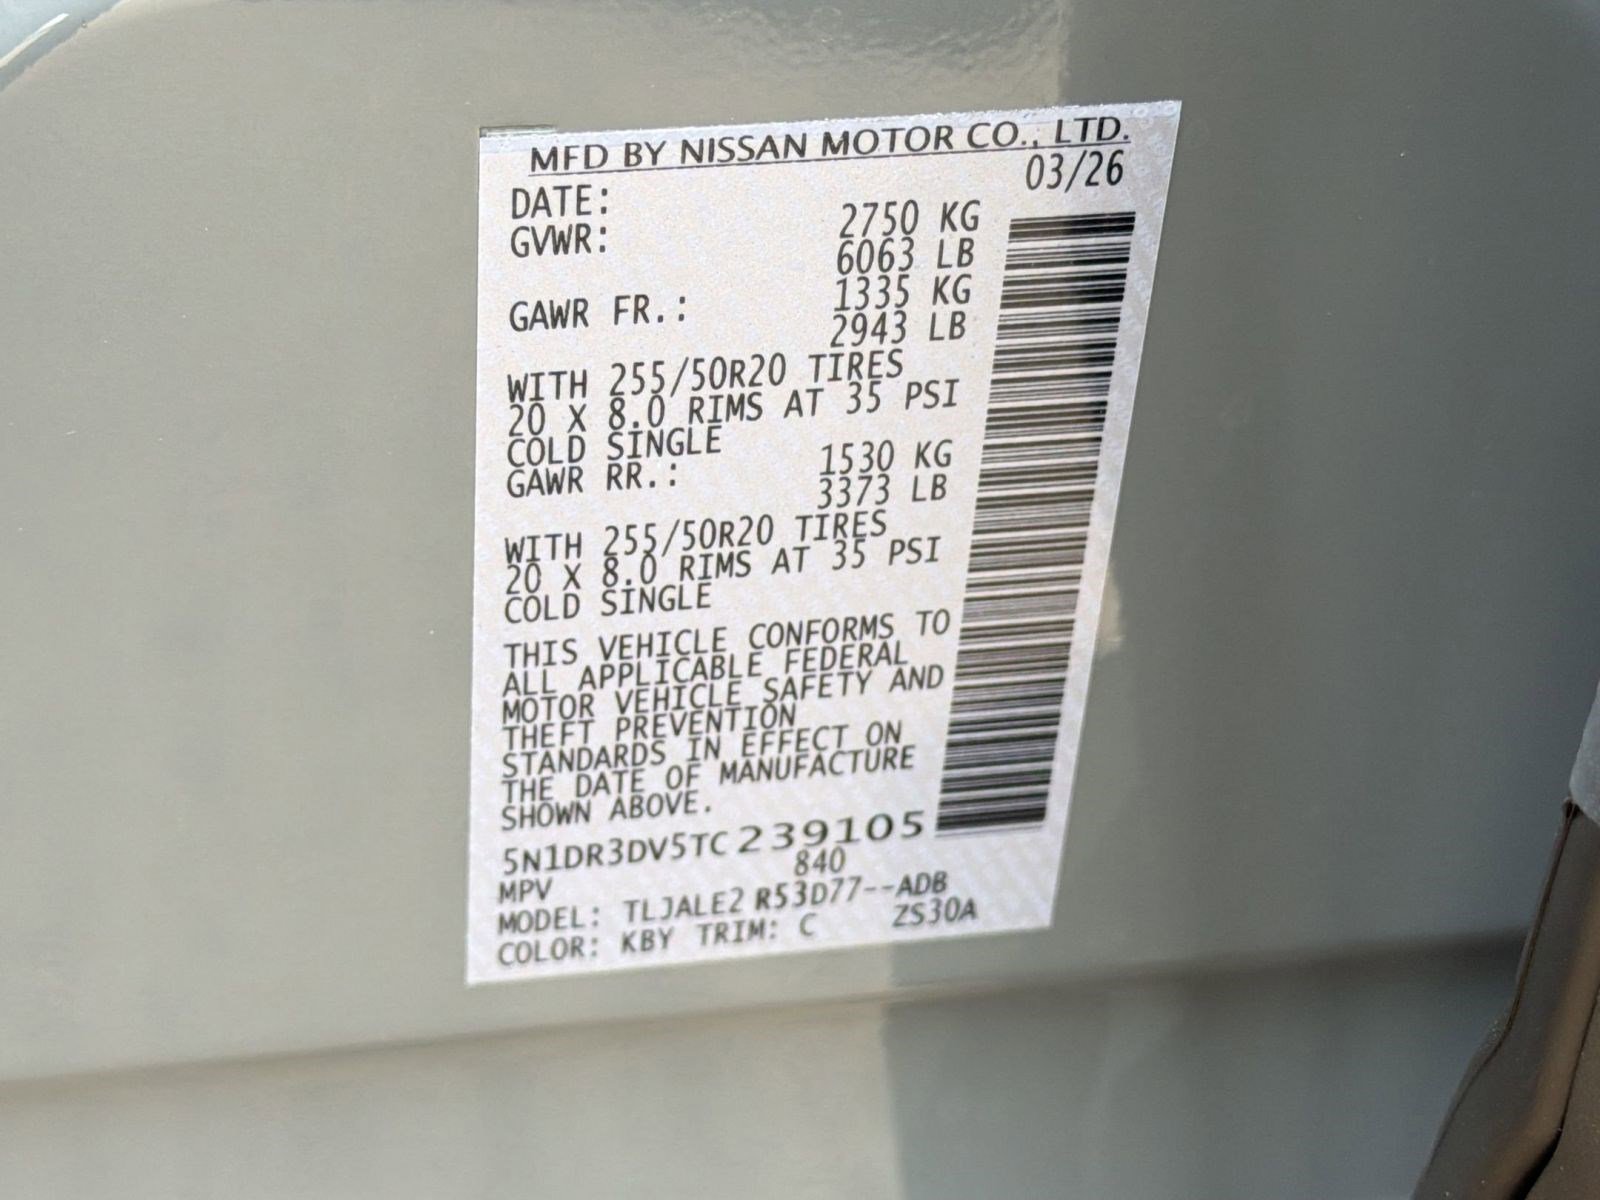 MFD BY NISSAN MOTOR CO., LTD.
DATE: 03/26
GVWR: 2750 KG
6063 LB
GAWR FR.: 1335 KG
2943 LB
WITH 255/50R20 TIRES
20 X 8.0 RIMS AT 35 PSI
COLD SINGLE
GAWR RR.: 1530 KG
3373 LB
WITH 255/50R20 TIRES
20 X 8.0 RIMS AT 35 PSI
COLD SINGLE
THIS VEHICLE CONFORMS TO
ALL APPLICABLE FEDERAL
MOTOR VEHICLE SAFETY AND
THEFT PREVENTION
STANDARDS IN EFFECT ON
THE DATE OF MANUFACTURE
SHOWN ABOVE.
5N1DR3DV5TC239105
MPV 840
MODEL: TLJALE2 R53D77--ADB
COLOR: KBY TRIM: C ZS30A